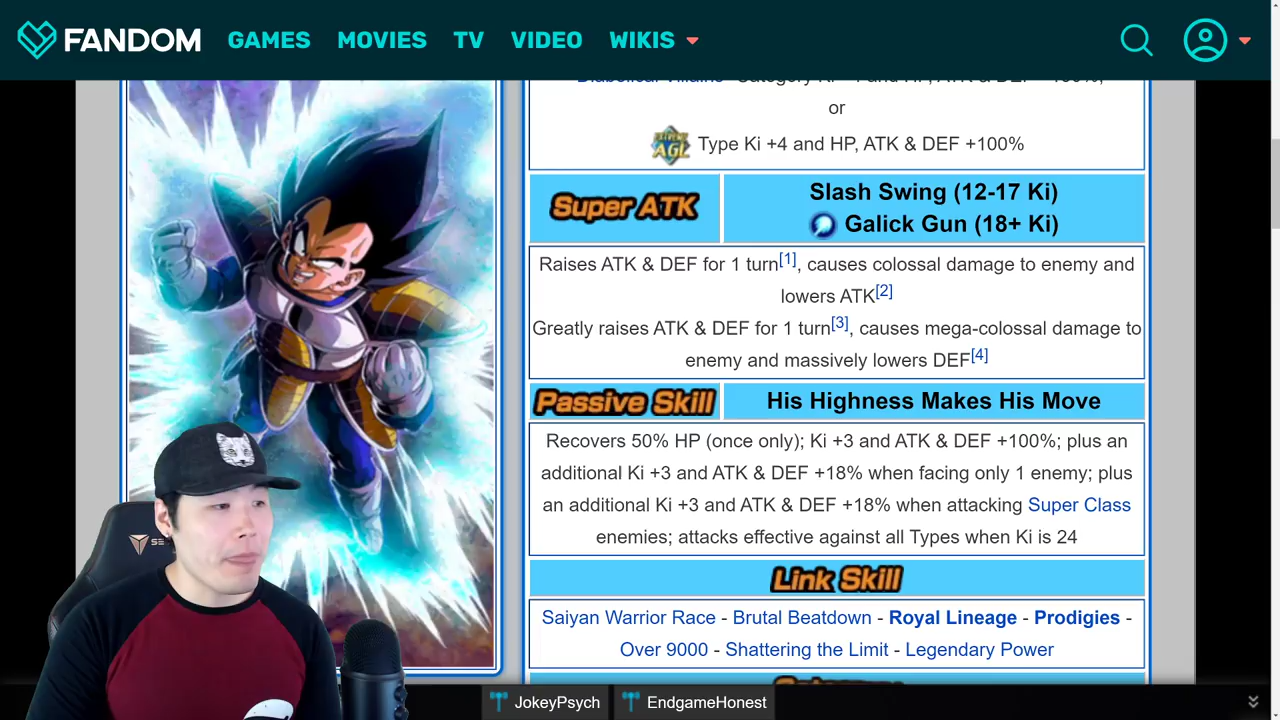 FANDOM GAMES MOVIES TV VIDEO WIKIS
or
EXTREME AGL Type Ki +4 and HP, ATK & DEF +100%
Super ATK
Slash Swing (12-17 Ki)
Galick Gun (18+ Ki)
Raises ATK & DEF for 1 turn[1], causes colossal damage to enemy and
lowers ATK[2]
Greatly raises ATK & DEF for 1 turn[3], causes mega-colossal damage to
enemy and massively lowers DEF[4]
Passive Skill His Highness Makes His Move
Recovers 50% HP (once only); Ki +3 and ATK & DEF +100%; plus an
additional Ki +3 and ATK & DEF +18% when facing only 1 enemy; plus
an additional Ki +3 and ATK & DEF +18% when attacking Super Class
enemies; attacks effective against all Types when Ki is 24
Link Skill
Saiyan Warrior Race - Brutal Beatdown - Royal Lineage - Prodigies -
Over 9000 - Shattering the Limit - Legendary Power
JokeyPsych EndgameHonest